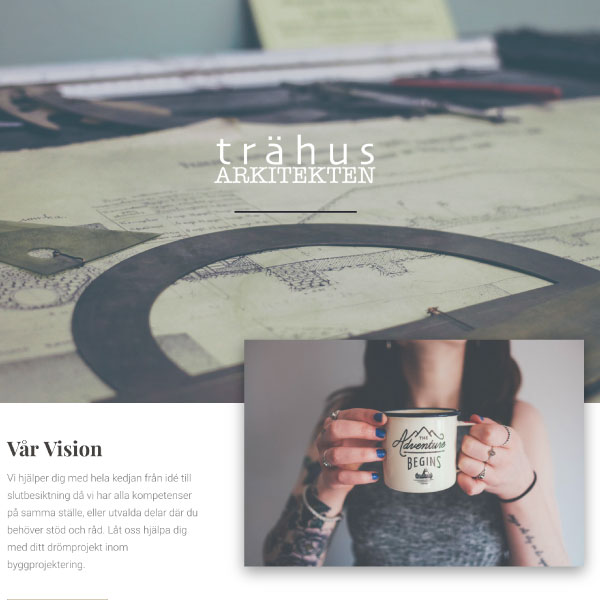 trähus
ARKITEKTEN
THE
Adventure
BEGINS
Vår Vision
Vi hjälper dig med hela kedjan från idé till
slutbesiktning då vi har alla kompetenser
på samma ställe, eller utvalda delar där du
behöver stöd och råd. Låt oss hjälpa dig
med ditt drömprojekt inom
byggprojektering.